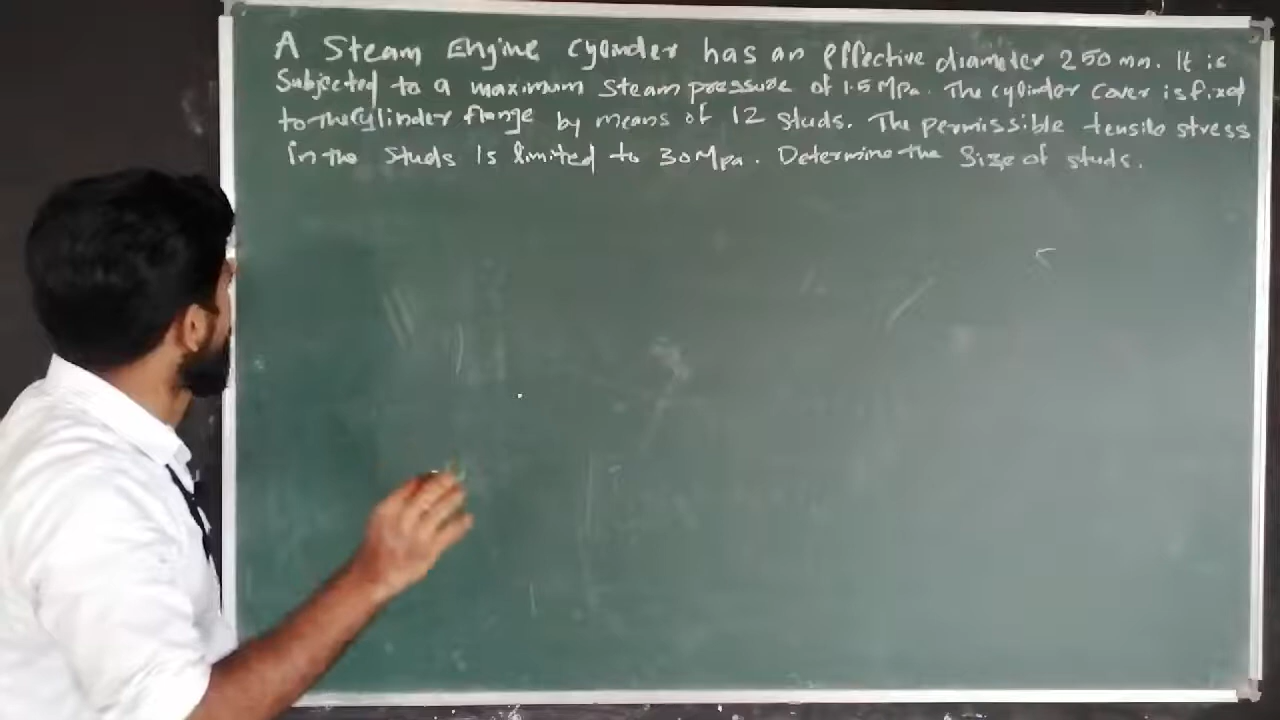 A Steam Engine cylinder has an effective diameter 250 mm. It is
Subjected to a maximum steam pressure of 1.5 MPa. The cylinder cover is fixed
to the cylinder flange by means of 12 studs. The permissible tensile stress
in the studs is limited to 30 Mpa. Determine the Size of studs.